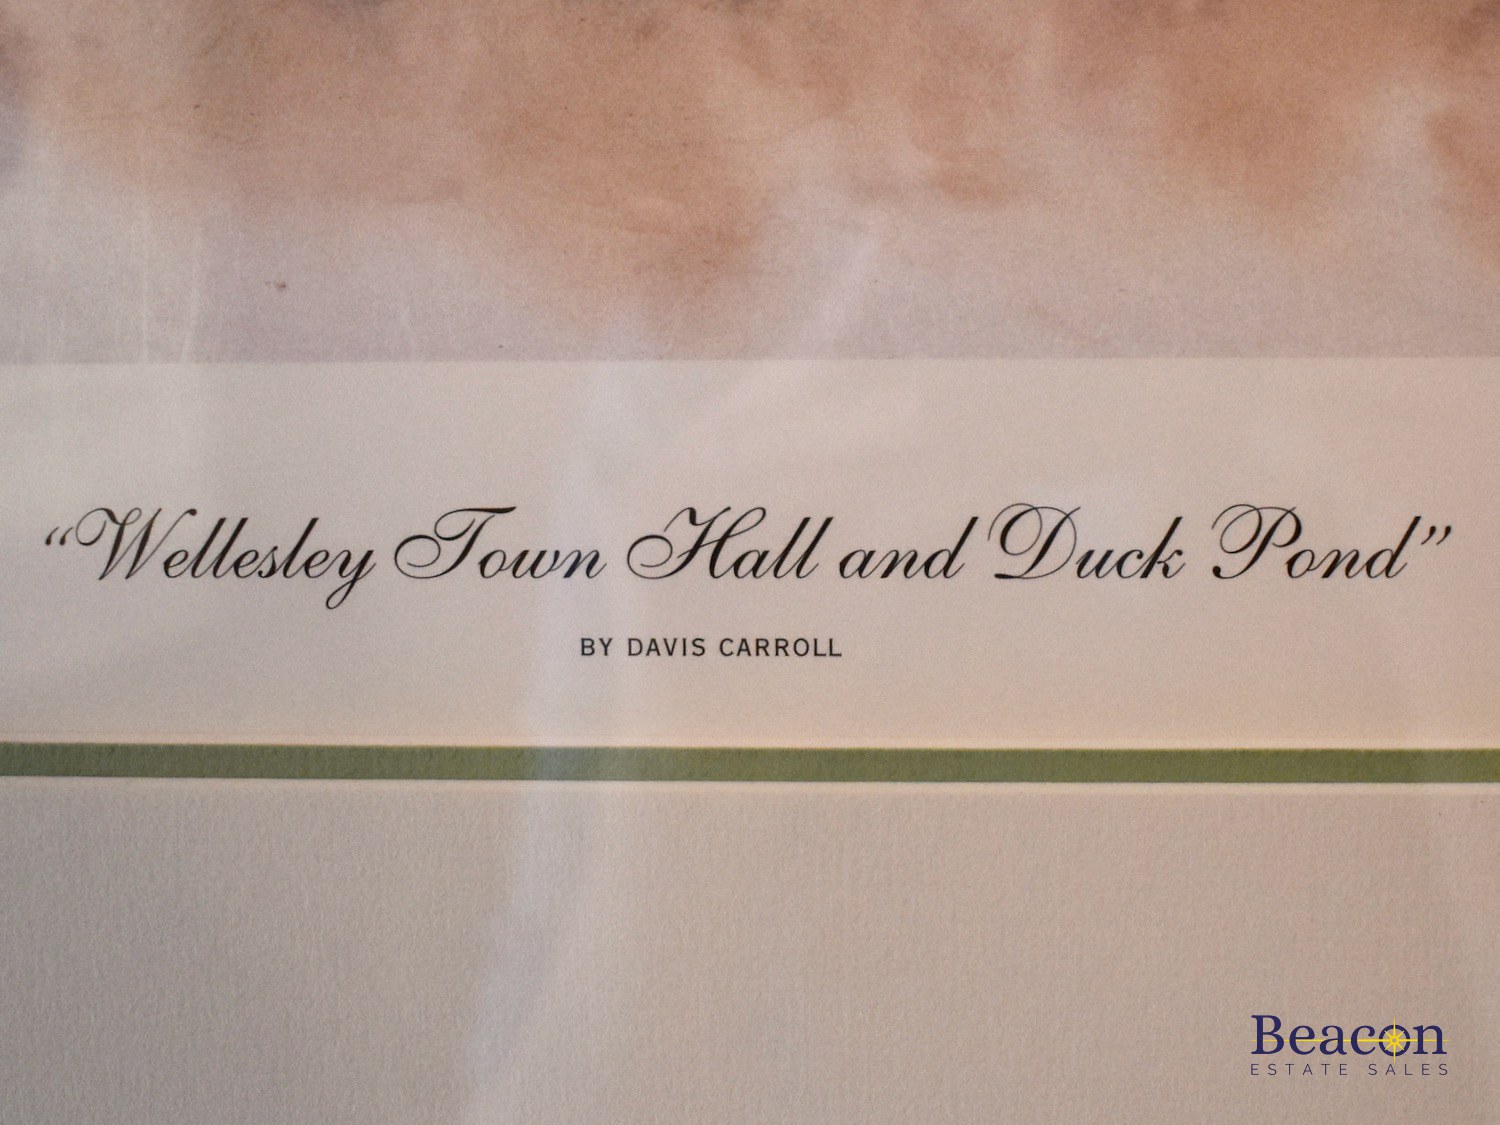 “Wellesley Town Hall and Duck Pond”
BY DAVIS CARROLL
Beacon
ESTATE SALES